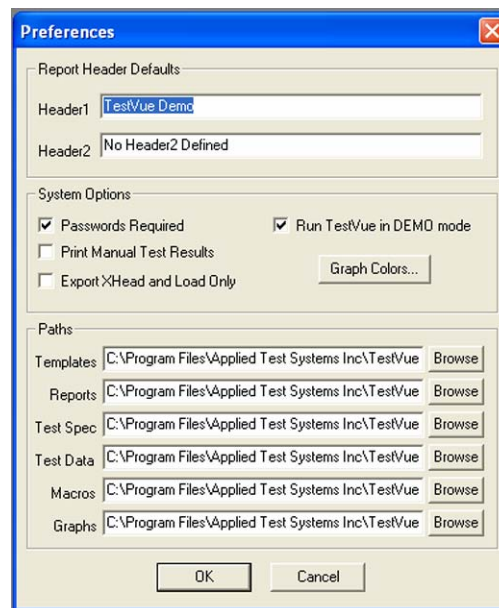 Preferences
Report Header Defaults
Header1 TestVue Demo
Header2 No Header2 Defined
System Options
Passwords Required Run TestVue in DEMO mode
Print Manual Test Results
Graph Colors...
Export XHead and Load Only
Paths
Templates C:\Program Files\Applied Test Systems Inc\TestVue Browse
Reports C:\Program Files\Applied Test Systems Inc\TestVue Browse
Test Spec C:\Program Files\Applied Test Systems Inc\TestVue Browse
Test Data C:\Program Files\Applied Test Systems Inc\TestVue Browse
Macros C:\Program Files\Applied Test Systems Inc\TestVue Browse
Graphs C:\Program Files\Applied Test Systems Inc\TestVue Browse
OK Cancel